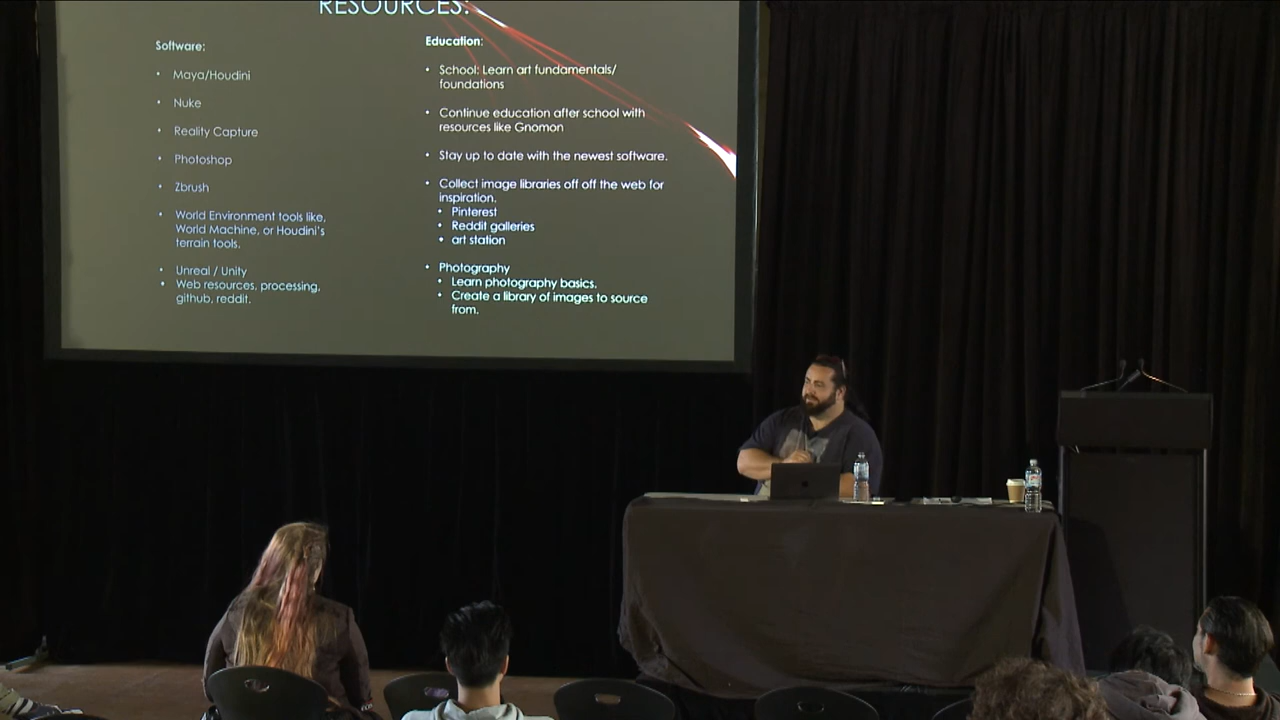 RESOURCES:
Software:
• Maya/Houdini
• Nuke
• Reality Capture
• Photoshop
• Zbrush
• World Environment tools like,
World Machine, or Houdini's
terrain tools.
• Unreal / Unity
• Web resources, processing,
github, reddit.
Education:
• School: Learn art fundamentals/
foundations
• Continue education after school with
resources like Gnomon
• Stay up to date with the newest software.
• Collect image libraries off off the web for
inspiration.
• Pinterest
• Reddit galleries
• art station
• Photography
• Learn photography basics.
• Create a library of images to source
from.